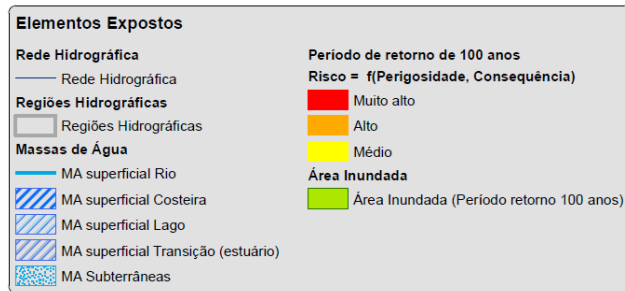 Elementos Expostos
Rede Hidrográfica
Rede Hidrográfica
Regiões Hidrográficas
Regiões Hidrográficas
Massas de Água
MA superficial Rio
MA superficial Costeira
MA superficial Lago
MA superficial Transição (estuário)
MA Subterrâneas
Período de retorno de 100 anos
Risco = f(Perigosidade, Consequência)
Muito alto
Alto
Médio
Área Inundada
Área Inundada (Período retorno 100 anos)